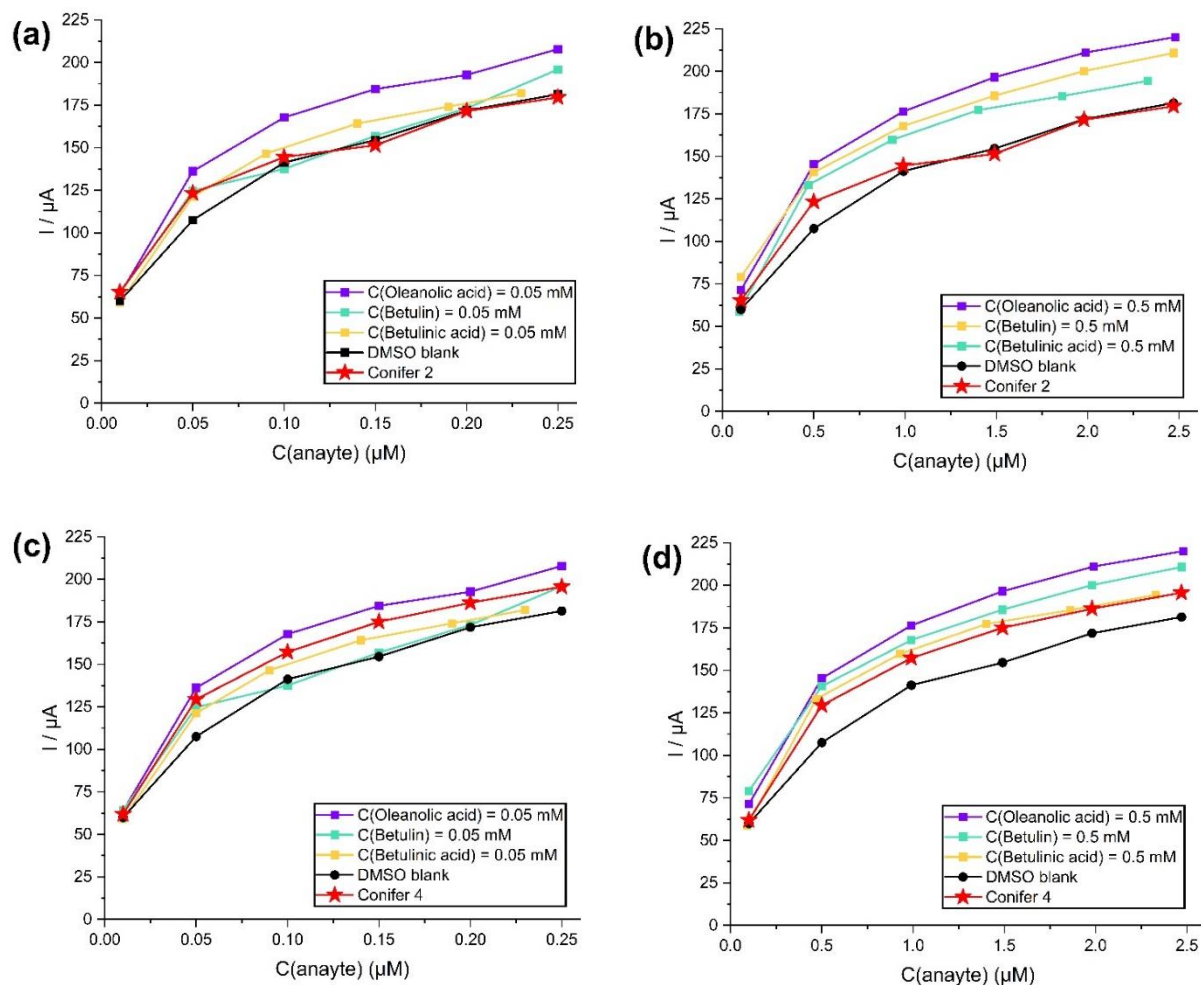 (a)
225
200
175
150
125
100
75
50
25
0
I / µA
C(Oleanolic acid) = 0.05 mM
C(Betulin) = 0.05 mM
C(Betulinic acid) = 0.05 mM
DMSO blank
Conifer 2
0.00 0.05 0.10 0.15 0.20 0.25
C(anayte) (µM)
(b)
225
200
175
150
125
100
75
50
25
0
I / µA
C(Oleanolic acid) = 0.5 mM
C(Betulin) = 0.5 mM
C(Betulinic acid) = 0.5 mM
DMSO blank
Conifer 2
0.0 0.5 1.0 1.5 2.0 2.5
C(anayte) (µM)
(c)
225
200
175
150
125
100
75
50
25
0
I / µA
C(Oleanolic acid) = 0.05 mM
C(Betulin) = 0.05 mM
C(Betulinic acid) = 0.05 mM
DMSO blank
Conifer 4
0.00 0.05 0.10 0.15 0.20 0.25
C(anayte) (µM)
(d)
225
200
175
150
125
100
75
50
25
0
I / µA
C(Oleanolic acid) = 0.5 mM
C(Betulin) = 0.5 mM
C(Betulinic acid) = 0.5 mM
DMSO blank
Conifer 4
0.0 0.5 1.0 1.5 2.0 2.5
C(anayte) (µM)